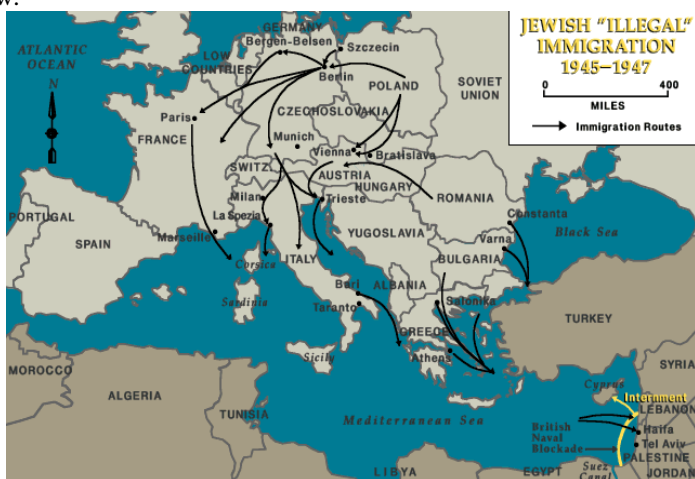 w.
JEWISH "ILLEGAL"
IMMIGRATION
1945–1947
0 400
MILES
Immigration Routes
ATLANTIC
OCEAN
N
GERMANY
Bergen-Belsen
Szczecin
LOW
COUNTRIES
Berlin
POLAND
SOVIET
UNION
Paris
CZECHOSLOVAKIA
FRANCE
Munich
Vienna
Bratislava
SWITZ.
AUSTRIA
HUNGARY
Milan
Trieste
ROMANIA
La Spezia
Constanta
PORTUGAL
SPAIN
Marseille
YUGOSLAVIA
Varna
Black Sea
Corsica
ITALY
BULGARIA
Sardinia
Bari
ALBANIA
Taranto
Salonika
TURKEY
GREECE
Athens
Sicily
SYRIA
MOROCCO
ALGERIA
TUNISIA
Cyprus
Internment
LEBANON
Mediterranean Sea
British
Naval
Blockade
Haifa
Tel Aviv
PALESTINE
LIBYA
EGYPT
Suez
Canal
JORDAN